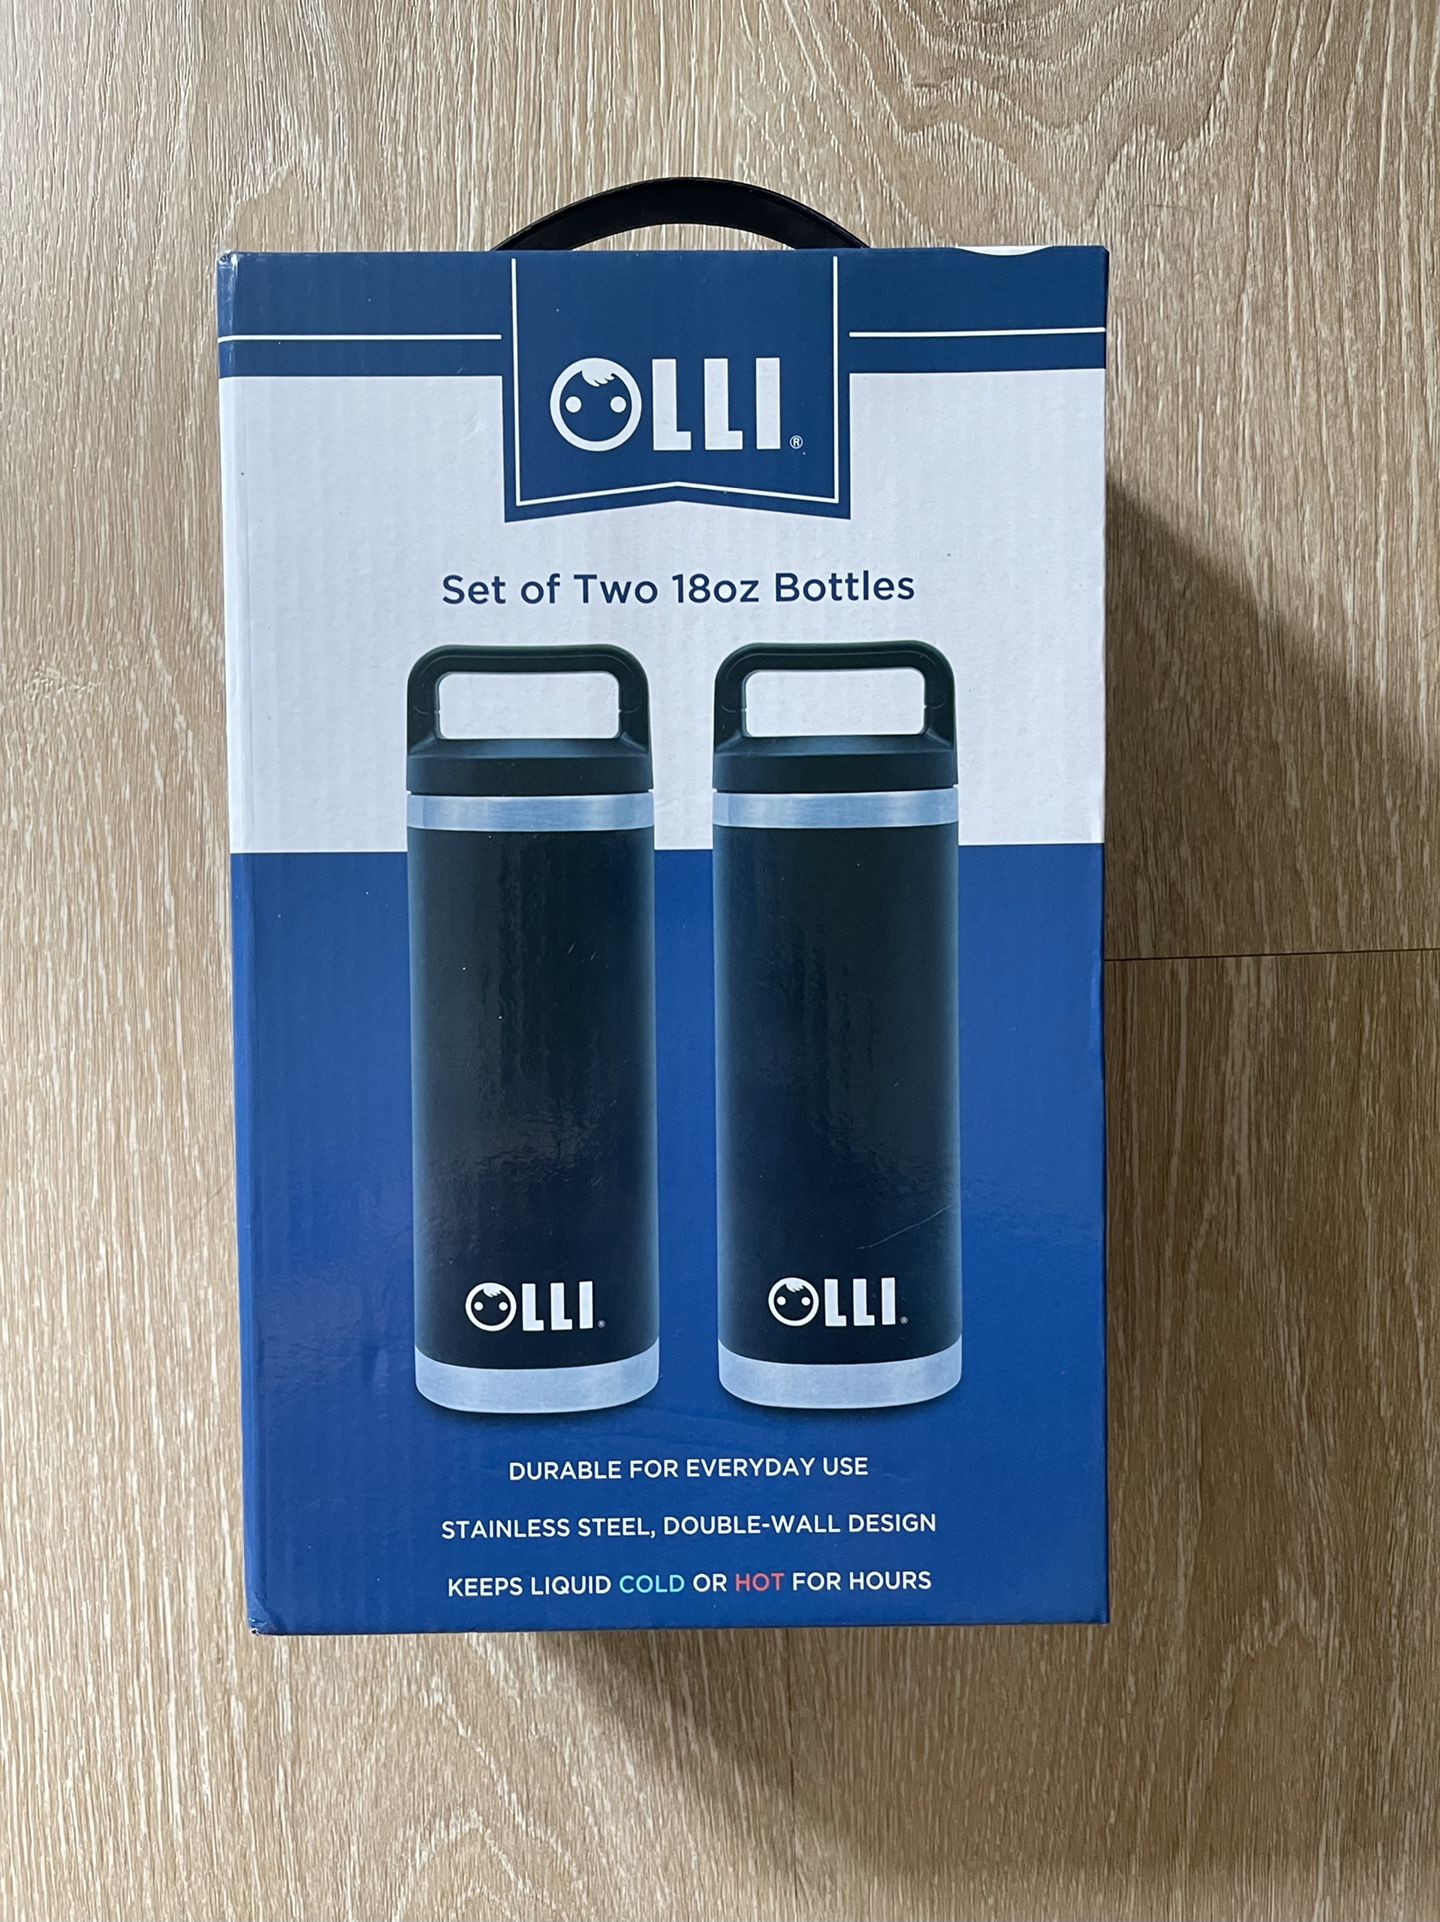 OLLI®
Set of Two 18oz Bottles
OLLI®
OLLI®
DURABLE FOR EVERYDAY USE
STAINLESS STEEL, DOUBLE-WALL DESIGN
KEEPS LIQUID COLD OR HOT FOR HOURS